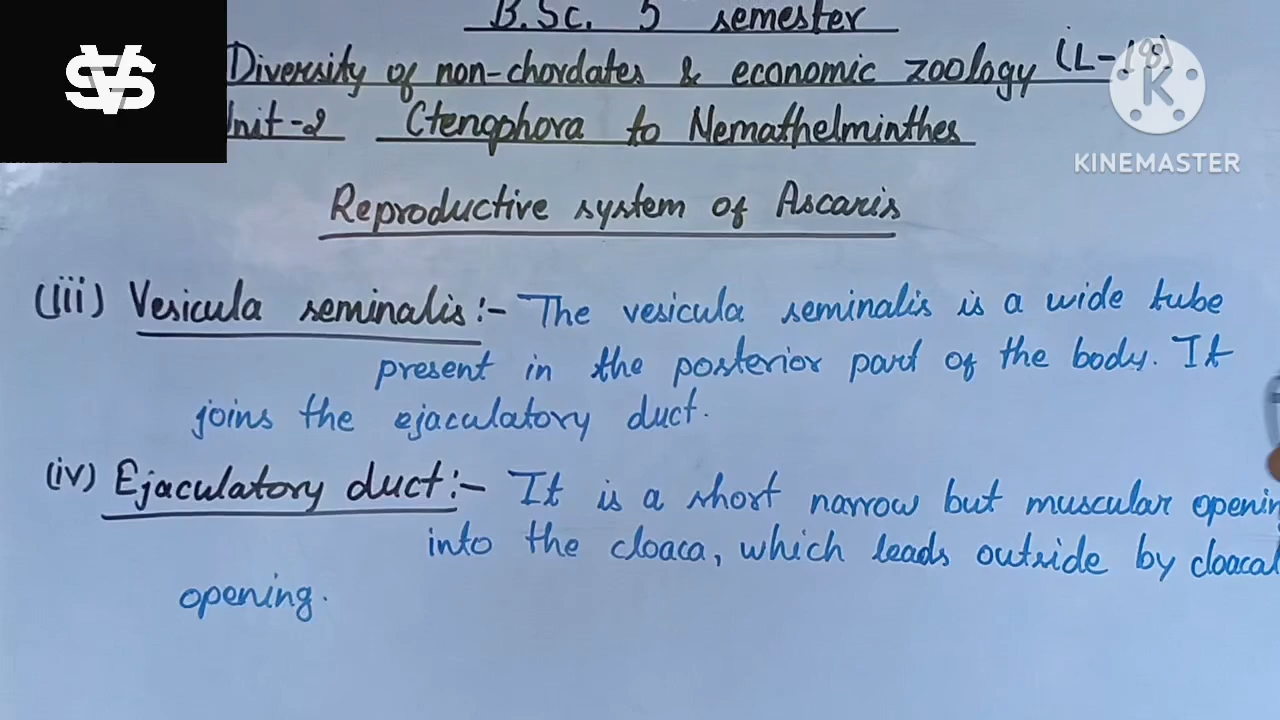 B.Sc. 5 semester
Diversity of non-chordates & economic zoology (L-18)
Unit-2 Ctenophora to Nemathelminthes
Reproductive system of Ascaris
(iii) Vesicula seminalis:- The vesicula seminalis is a wide tube
present in the posterior part of the body. It
joins the ejaculatory duct.
(iv) Ejaculatory duct:- It is a short narrow but muscular openin
into the cloaca, which leads outside by cloacal
opening.
VS
K
KINEMASTER